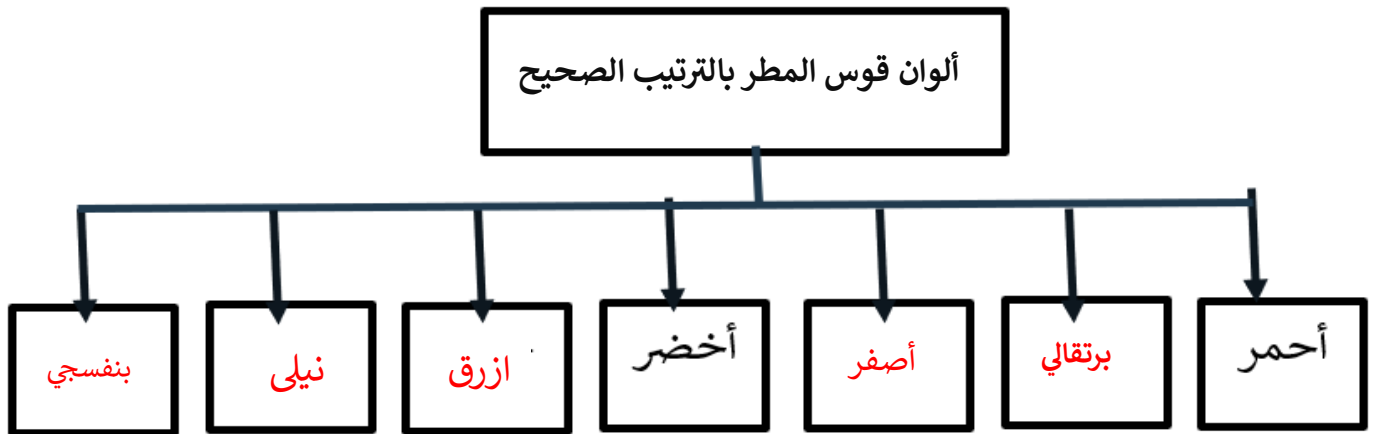 ألوان قوس المطر بالترتيب الصحيح
أحمر
برتقالي
أصفر
أخضر
ازرق
نيلى
بنفسجي